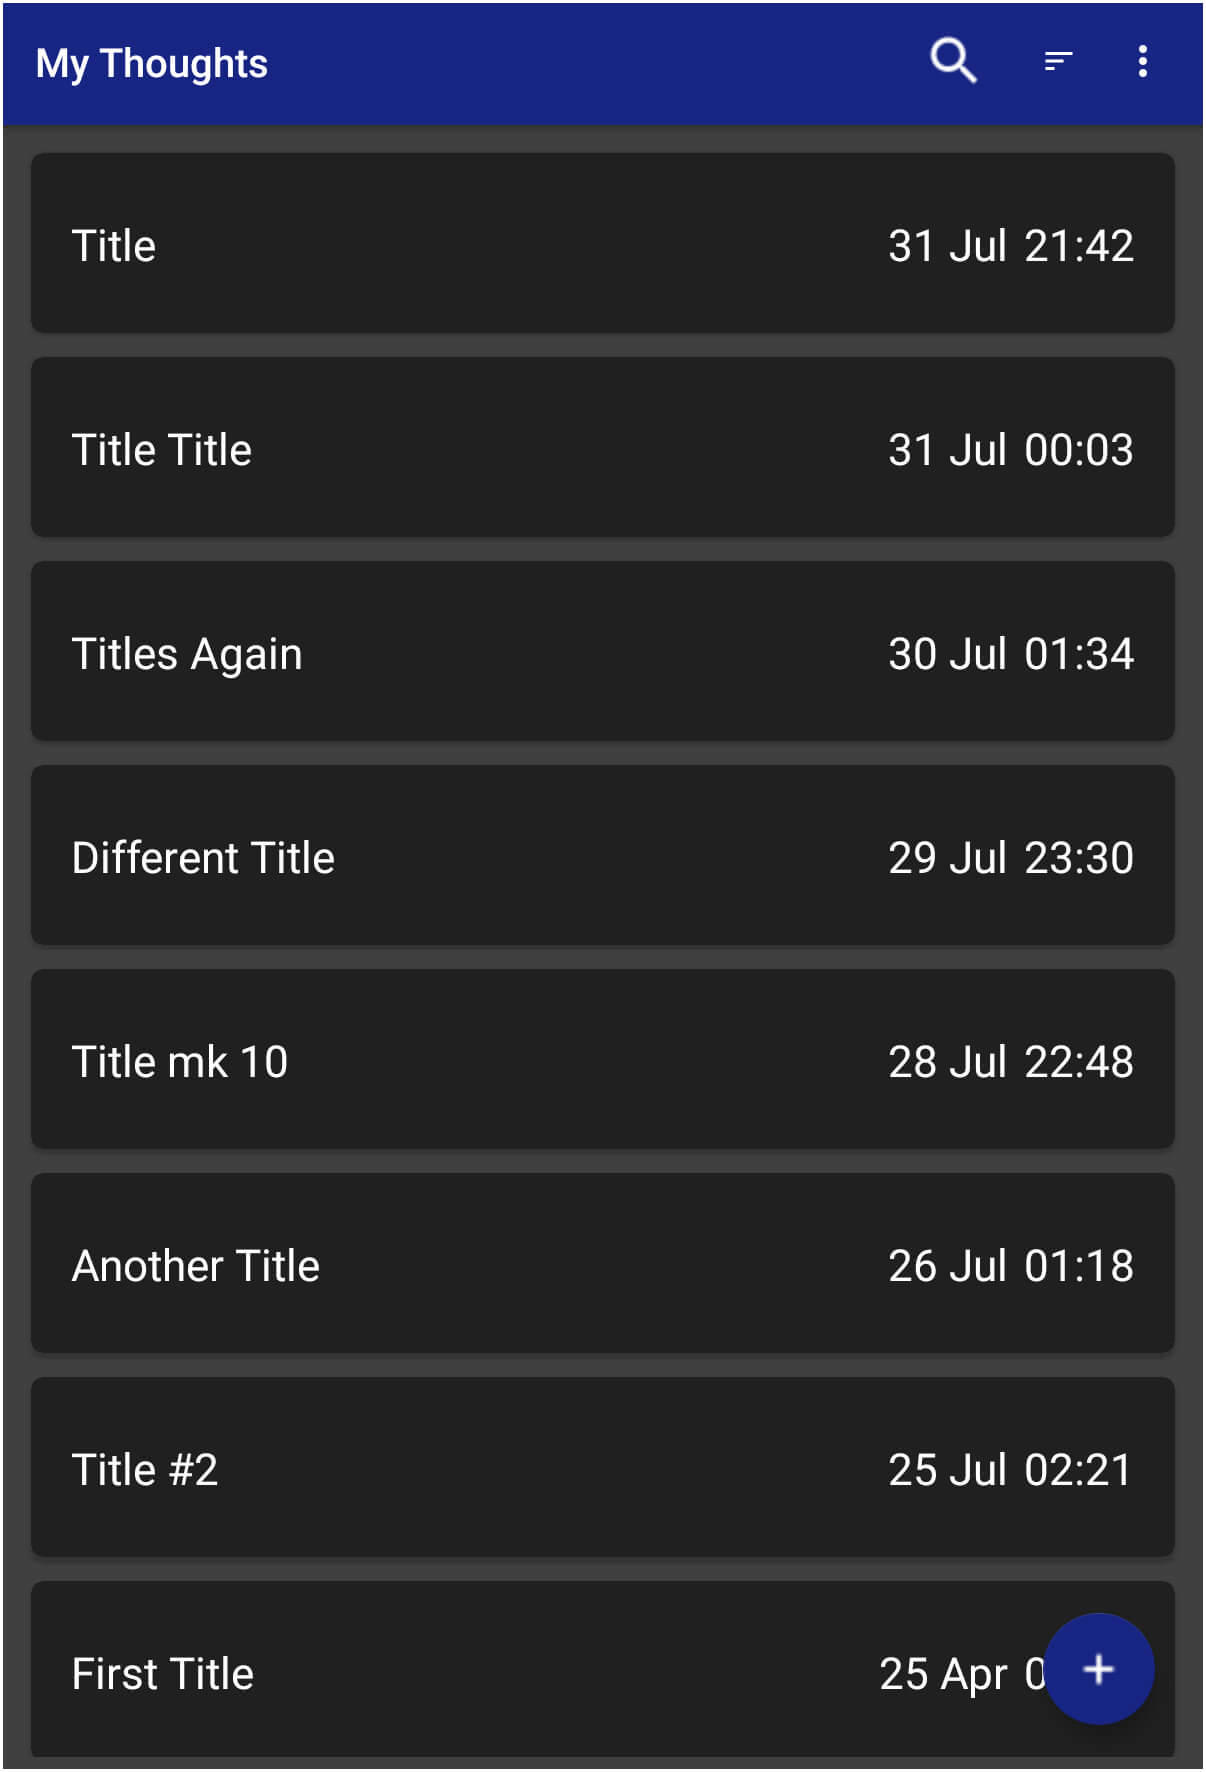 My Thoughts
Title 31 Jul 21:42
Title Title 31 Jul 00:03
Titles Again 30 Jul 01:34
Different Title 29 Jul 23:30
Title mk 10 28 Jul 22:48
Another Title 26 Jul 01:18
Title #2 25 Jul 02:21
First Title 25 Apr